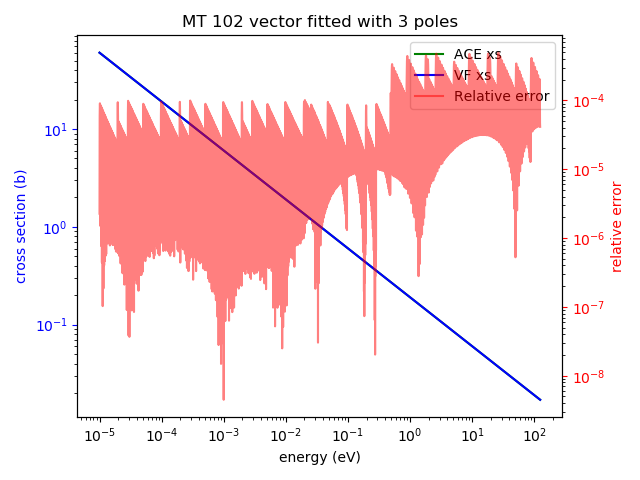 MT 102 vector fitted with 3 poles
ACE xs
VF xs
Relative error
10¹
10⁰
10⁻¹
cross section (b)
10⁻⁴
10⁻⁵
10⁻⁶
10⁻⁷
10⁻⁸
relative error
10⁻⁵ 10⁻⁴ 10⁻³ 10⁻² 10⁻¹ 10⁰ 10¹ 10²
energy (eV)